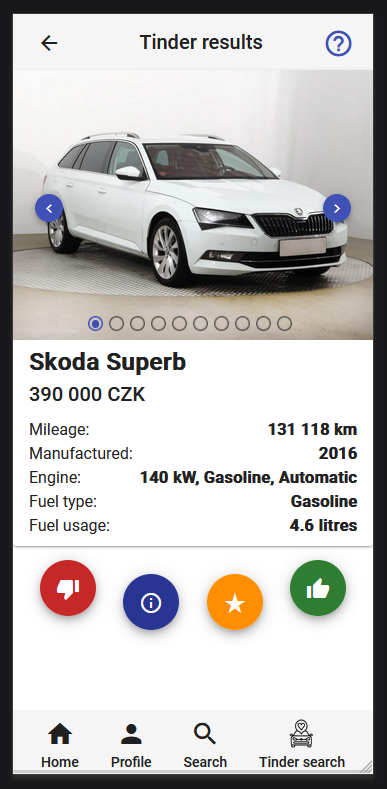 Tinder results
Skoda Superb
390 000 CZK
Mileage: 131 118 km
Manufactured: 2016
Engine: 140 kW, Gasoline, Automatic
Fuel type: Gasoline
Fuel usage: 4.6 litres
Home Profile Search Tinder search